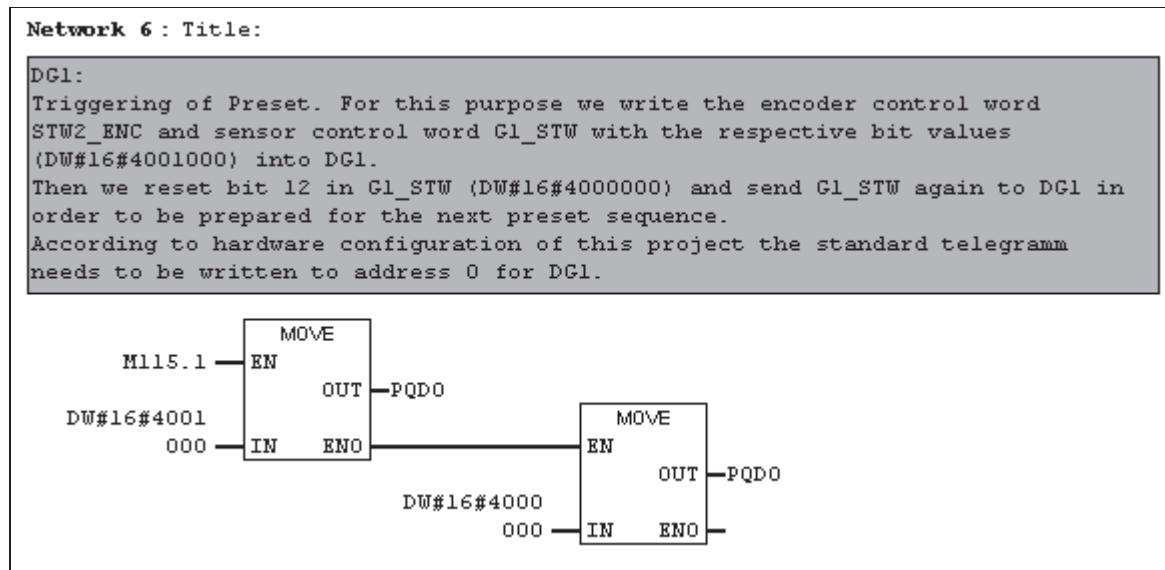 Network 6 : Title:
DG1:
Triggering of Preset. For this purpose we write the encoder control word
STW2_ENC and sensor control word G1_STW with the respective bit values
(DW#16#4001000) into DG1.
Then we reset bit 12 in G1_STW (DW#16#4000000) and send G1_STW again to DG1 in
order to be prepared for the next preset sequence.
According to hardware configuration of this project the standard telegramm
needs to be written to address 0 for DG1.
MOVE
M115.1 EN
OUT PQD0
DW#16#4001
000 IN ENO
MOVE
EN
OUT PQD0
DW#16#4000
000 IN ENO